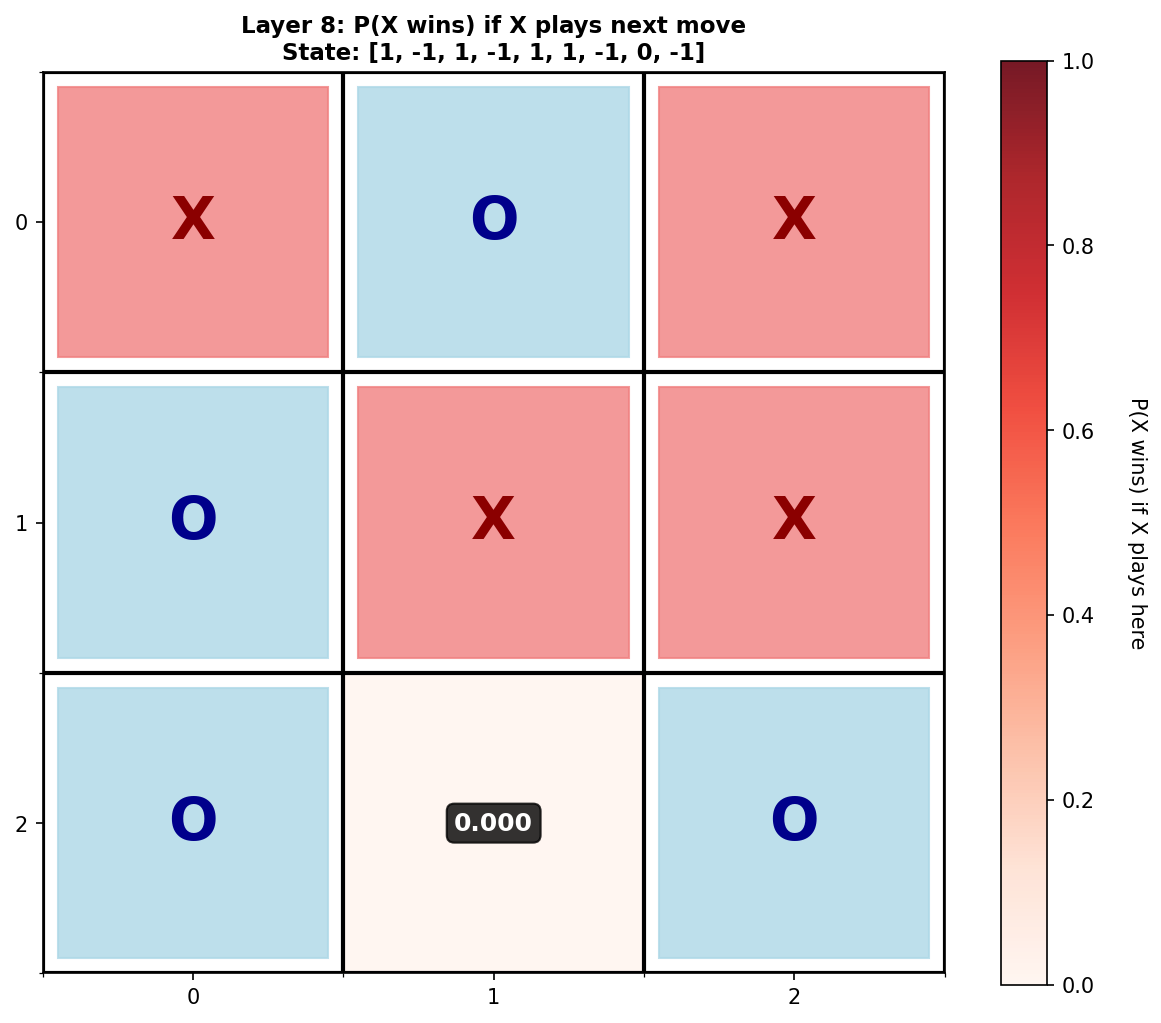 Layer 8: P(X wins) if X plays next move
State: [1, -1, 1, -1, 1, 1, -1, 0, -1]
X O X
O X X
O 0.000 O
0
1
2
0 1 2
1.0
0.8
0.6
0.4
0.2
0.0
P(X wins) if X plays here